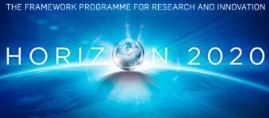 THE FRAMEWORK PROGRAMME FOR RESEARCH AND INNOVATION
HORIZON 2020